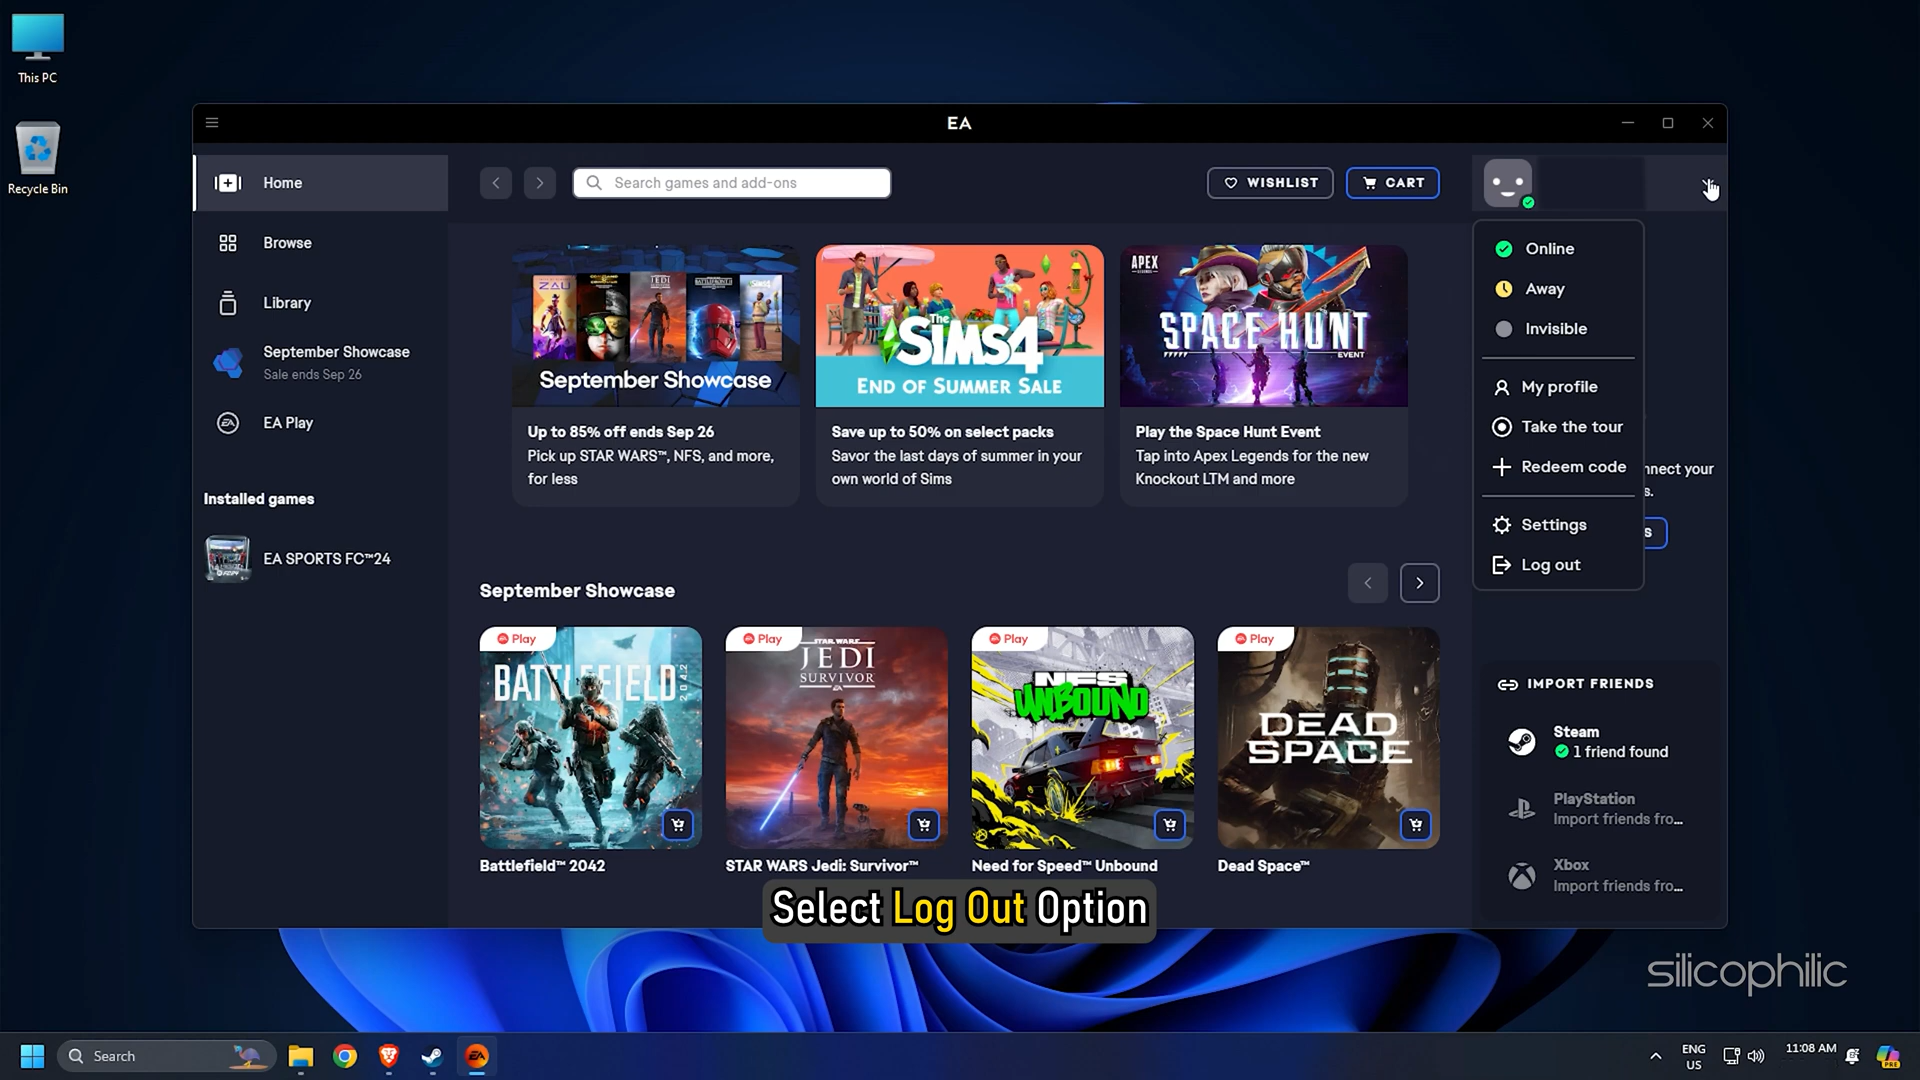 This PC
Recycle Bin
EA
Home
Search games and add-ons
WISHLIST
CART
Browse
Library
September Showcase
Sale ends Sep 26
EA Play
Installed games
EA SPORTS FC™24
ZAU
JEDI
September Showcase
Up to 85% off ends Sep 26
Pick up STAR WARS™, NFS, and more,
for less
The
SIMS4
END OF SUMMER SALE
Save up to 50% on select packs
Savor the last days of summer in your
own world of Sims
APEX
SPACE HUNT
EVENT
Play the Space Hunt Event
Tap into Apex Legends for the new
Knockout LTM and more
Online
Away
Invisible
My profile
Take the tour
Redeem code
Settings
Log out
nnect your
s.
S
September Showcase
Play
BATTLEFIELD
2042
Battlefield™ 2042
Play
STAR WARS
JEDI
SURVIVOR
STAR WARS Jedi: Survivor™
Play
NFS
UNBOUND
Need for Speed™ Unbound
Play
DEAD
SPACE
Dead Space™
IMPORT FRIENDS
Steam
1 friend found
PlayStation
Import friends fro...
Xbox
Import friends fro...
Select Log Out Option
silicophilic
Search
EA
ENG
US
11:08 AM
PRE